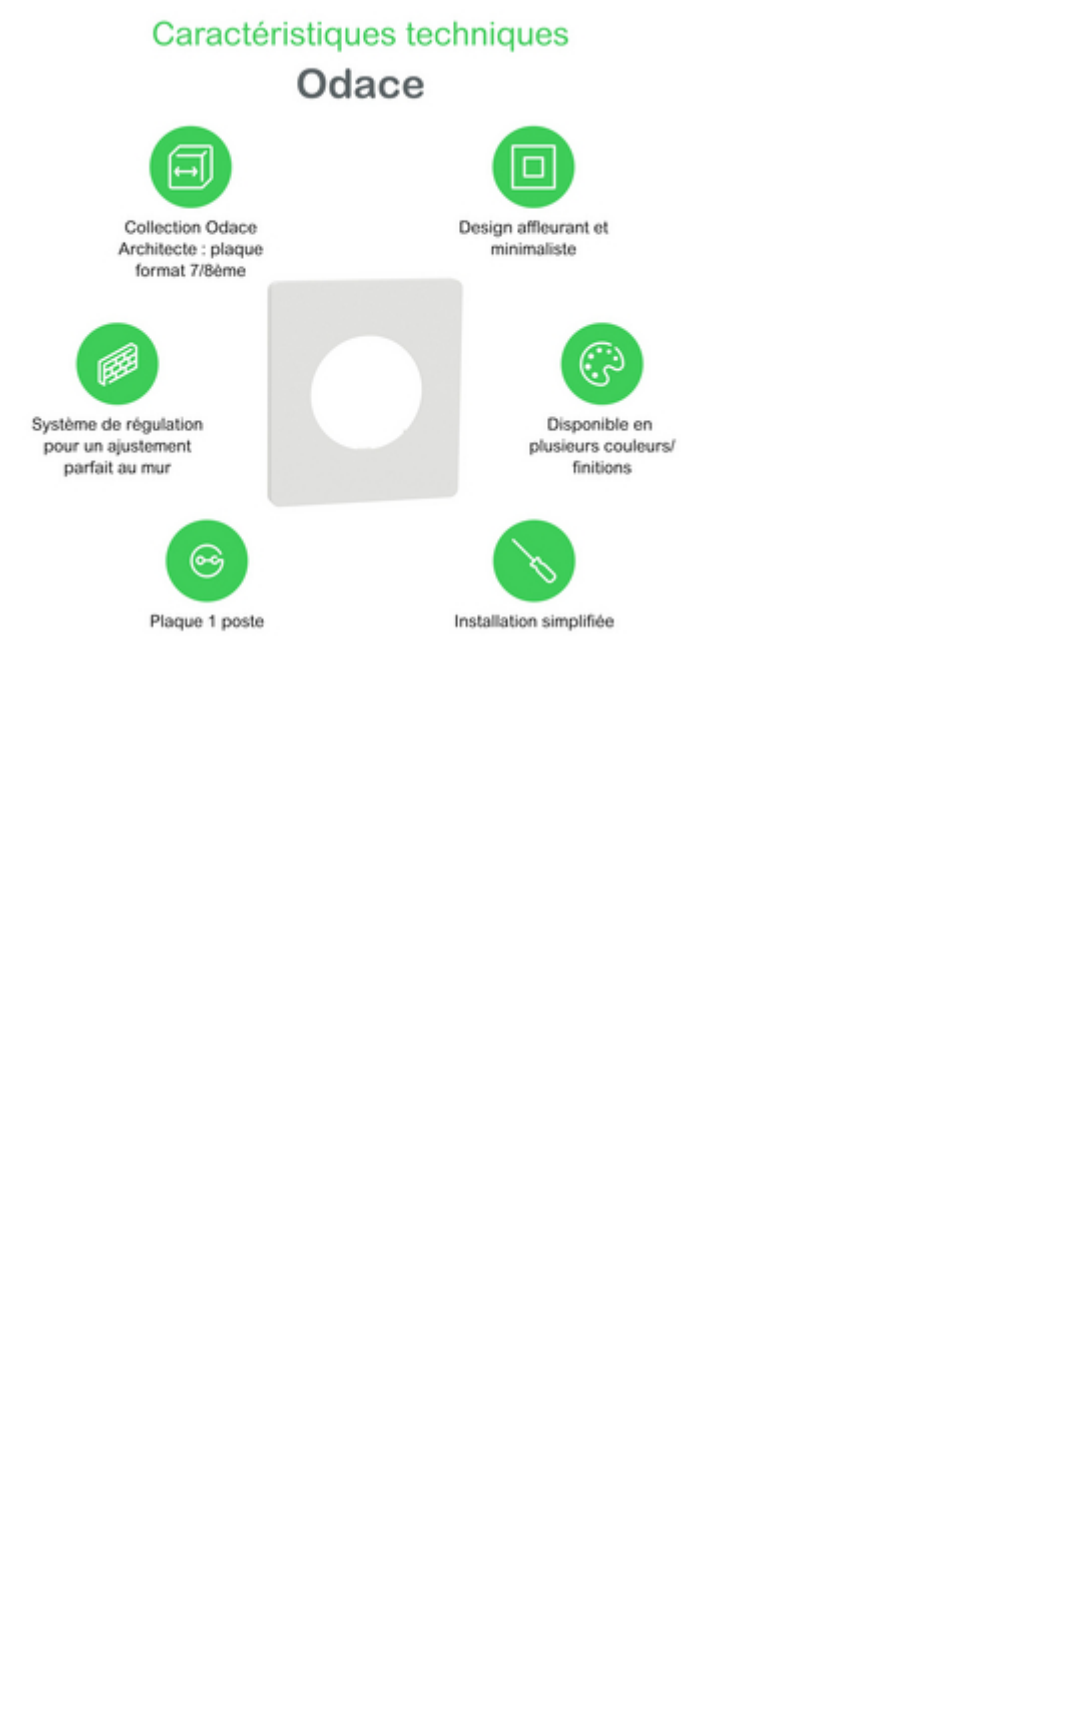 Caractéristiques techniques
Odace
Collection Odace
Architecte : plaque
format 7/8ème
Design affleurant et
minimaliste
Système de régulation
pour un ajustement
parfait au mur
Disponible en
plusieurs couleurs/
finitions
Plaque 1 poste
Installation simplifiée